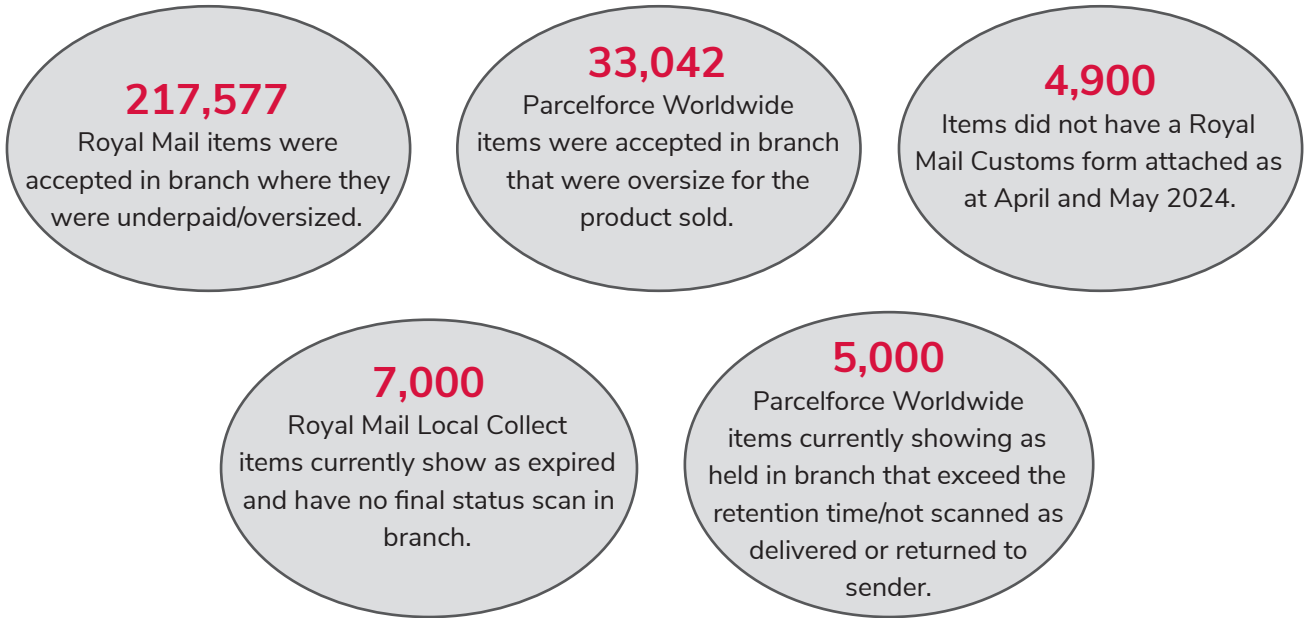 217,577
Royal Mail items were
accepted in branch where they
were underpaid/oversized.
33,042
Parcelforce Worldwide
items were accepted in branch
that were oversize for the
product sold.
4,900
Items did not have a Royal
Mail Customs form attached as
at April and May 2024.
7,000
Royal Mail Local Collect
items currently show as expired
and have no final status scan in
branch.
5,000
Parcelforce Worldwide
items currently showing as
held in branch that exceed the
retention time/not scanned as
delivered or returned to
sender.